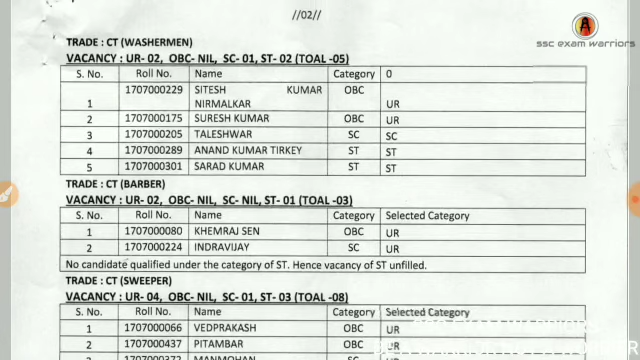 //02//
A
ssc exam warriors
TRADE : CT (WASHERMEN)
VACANCY : UR- 02, OBC- NIL, SC- 01, ST- 02 (TOAL -05)
S. No. Roll No. Name Category 0
1 1707000229 SITESH KUMAR NIRMALKAR OBC UR
2 1707000175 SURESH KUMAR OBC UR
3 1707000205 TALESHWAR SC SC
4 1707000289 ANAND KUMAR TIRKEY ST ST
5 1707000301 SARAD KUMAR ST ST
TRADE : CT (BARBER)
VACANCY : UR- 02, OBC- NIL, SC- NIL, ST- 01 (TOAL -03)
S. No. Roll No. Name Category Selected Category
1 1707000080 KHEMRAJ SEN OBC UR
2 1707000224 INDRAVIJAY SC UR
No candidate qualified under the category of ST. Hence vacancy of ST unfilled.
TRADE : CT (SWEEPER)
VACANCY : UR- 04, OBC- NIL, SC- 01, ST- 03 (TOAL -08)
S. No. Roll No. Name Category Selected Category
1 1707000066 VEDPRAKASH OBC UR
2 1707000437 PITAMBAR OBC UR
1707000372 MANMOHAN